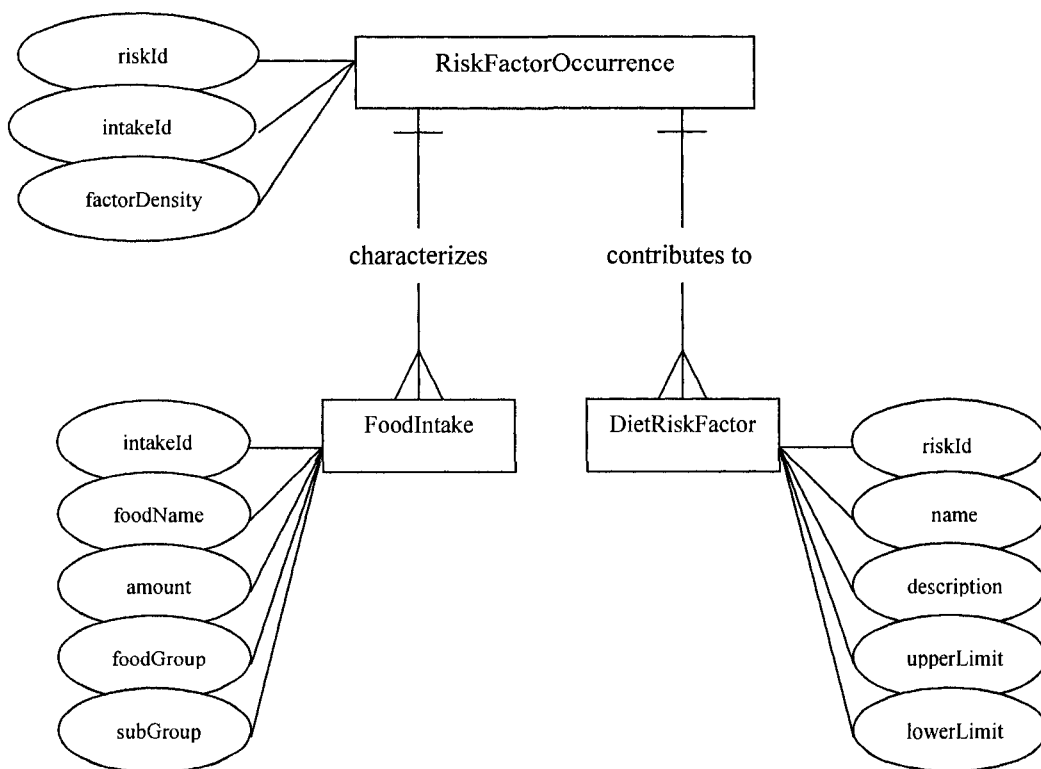 riskId
RiskFactorOccurrence
intakeId
factorDensity
characterizes
contributes to
FoodIntake
DietRiskFactor
intakeId
foodName
amount
foodGroup
subGroup
riskId
name
description
upperLimit
lowerLimit